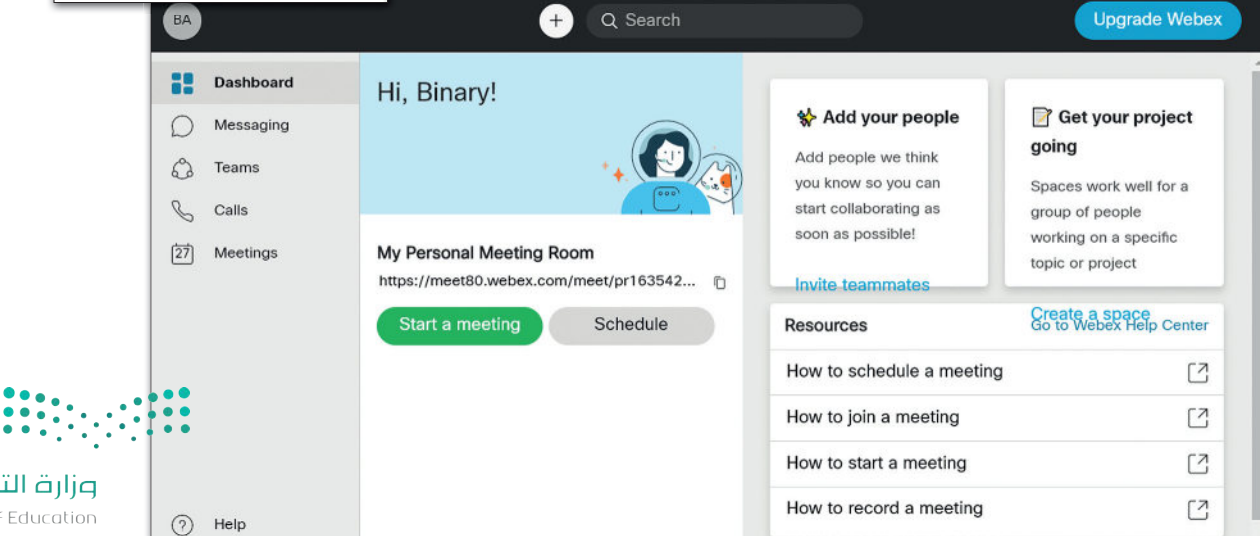 BA
Search
Upgrade Webex
Dashboard
Messaging
Teams
Calls
27
Meetings
Help
Hi, Binary!
My Personal Meeting Room
https://meet80.webex.com/meet/pr163542...
Start a meeting
Schedule
Add your people
Add people we think
you know so you can
start collaborating as
soon as possible!
Invite teammates
Get your project
going
Spaces work well for a
group of people
working on a specific
topic or project
Create a space
Resources
Go to Webex Help Center
How to schedule a meeting
How to join a meeting
How to start a meeting
How to record a meeting
وزارة
Education